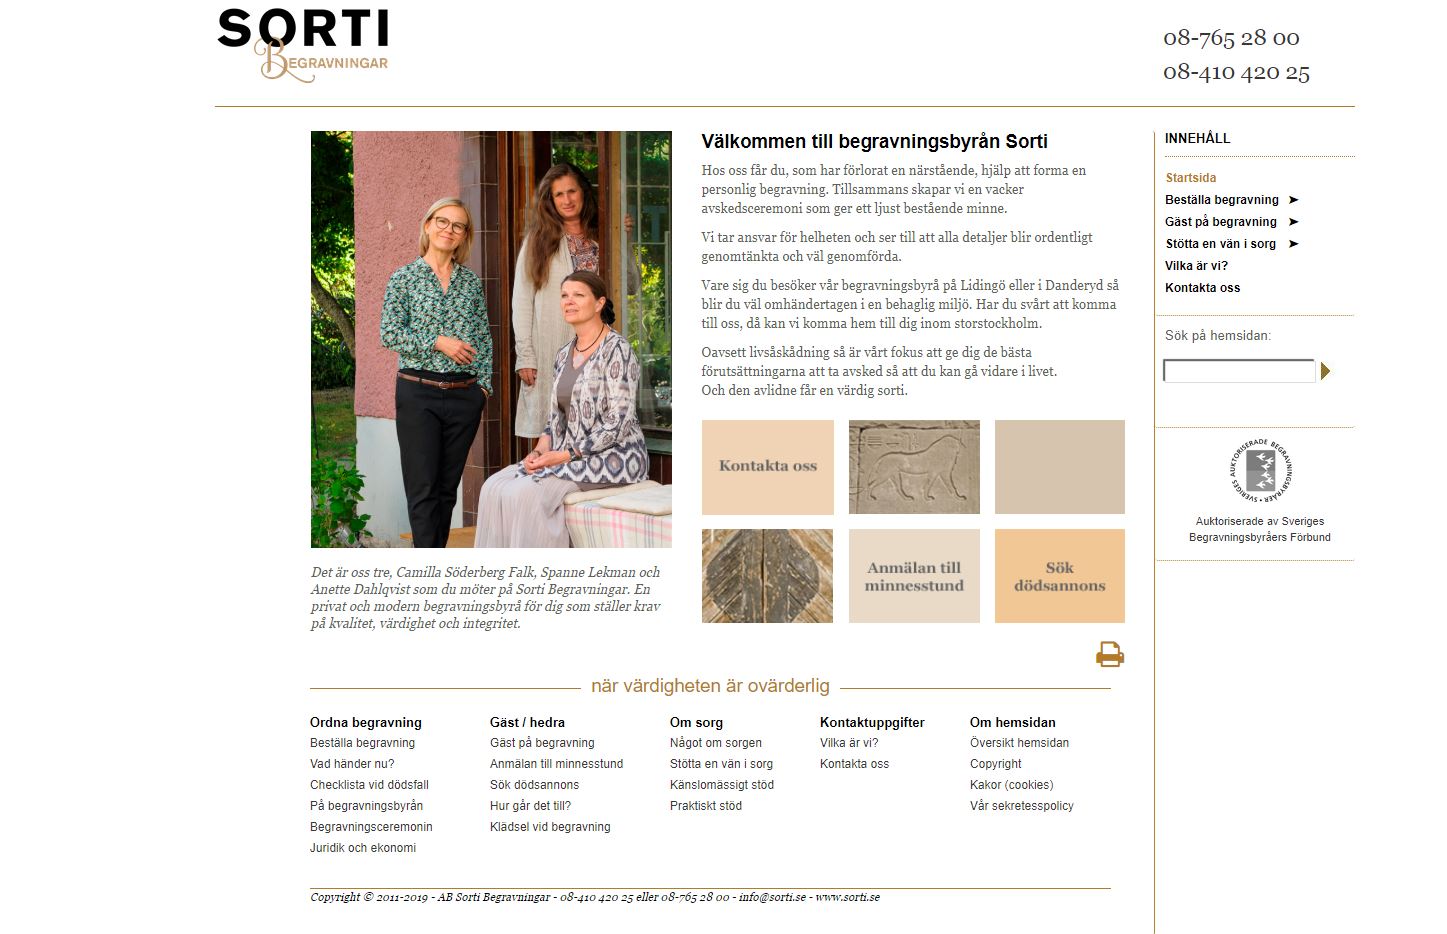 SORTI
BEGRAVNINGAR
08-765 28 00
08-410 420 25
Välkommen till begravningsbyrån Sorti
Hos oss får du, som har förlorat en närstående, hjälp att forma en
personlig begravning. Tillsammans skapar vi en vacker
avskedsceremoni som ger ett ljust bestående minne.
Vi tar ansvar för helheten och ser till att alla detaljer blir ordentligt
genomtänkta och väl genomförda.
Vare sig du besöker vår begravningsbyrå på Lidingö eller i Danderyd så
blir du väl omhändertagen i en behaglig miljö. Har du svårt att komma
till oss, då kan vi komma hem till dig inom storstockholm.
Oavsett livsåskådning så är vårt fokus att ge dig de bästa
förutsättningarna att ta avsked så att du kan gå vidare i livet.
Och den avlidne får en värdig sorti.
Kontakta oss
Anmälan till
minnesstund
Sök
dödsannons
Det är oss tre, Camilla Söderberg Falk, Spanne Lekman och
Anette Dahlqvist som du möter på Sorti Begravningar. En
privat och modern begravningsbyrå för dig som ställer krav
på kvalitet, värdighet och integritet.
INNEHÅLL
Startsida
Beställa begravning
Gäst på begravning
Stötta en vän i sorg
Vilka är vi?
Kontakta oss
Sök på hemsidan:
SVERIGES AUKTORISERADE BEGRAVNINGSBYRÅER
Auktoriserade av Sveriges
Begravningsbyråers Förbund
när värdigheten är ovärderlig
Ordna begravning
Beställa begravning
Vad händer nu?
Checklista vid dödsfall
På begravningsbyrån
Begravningsceremonin
Juridik och ekonomi
Gäst / hedra
Gäst på begravning
Anmälan till minnesstund
Sök dödsannons
Hur går det till?
Klädsel vid begravning
Om sorg
Något om sorgen
Stötta en vän i sorg
Känslomässigt stöd
Praktiskt stöd
Kontaktuppgifter
Vilka är vi?
Kontakta oss
Om hemsidan
Översikt hemsidan
Copyright
Kakor (cookies)
Vår sekretesspolicy
Copyright © 2011-2019 - AB Sorti Begravningar - 08-410 420 25 eller 08-765 28 00 - info@sorti.se - www.sorti.se